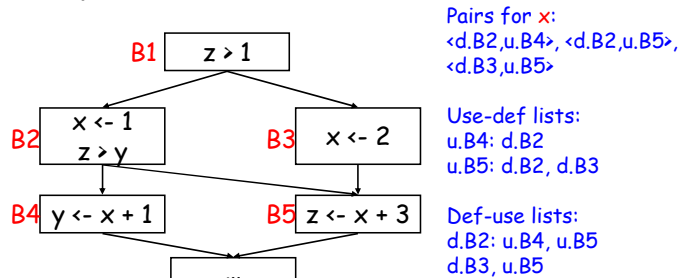 B1 z > 1
B2 x <- 1
z > y
B3 x <- 2
B4 y <- x + 1
B5 z <- x + 3
Pairs for x:
<d.B2,u.B4>, <d.B2,u.B5>,
<d.B3,u.B5>
Use-def lists:
u.B4: d.B2
u.B5: d.B2, d.B3
Def-use lists:
d.B2: u.B4, u.B5
d.B3, u.B5